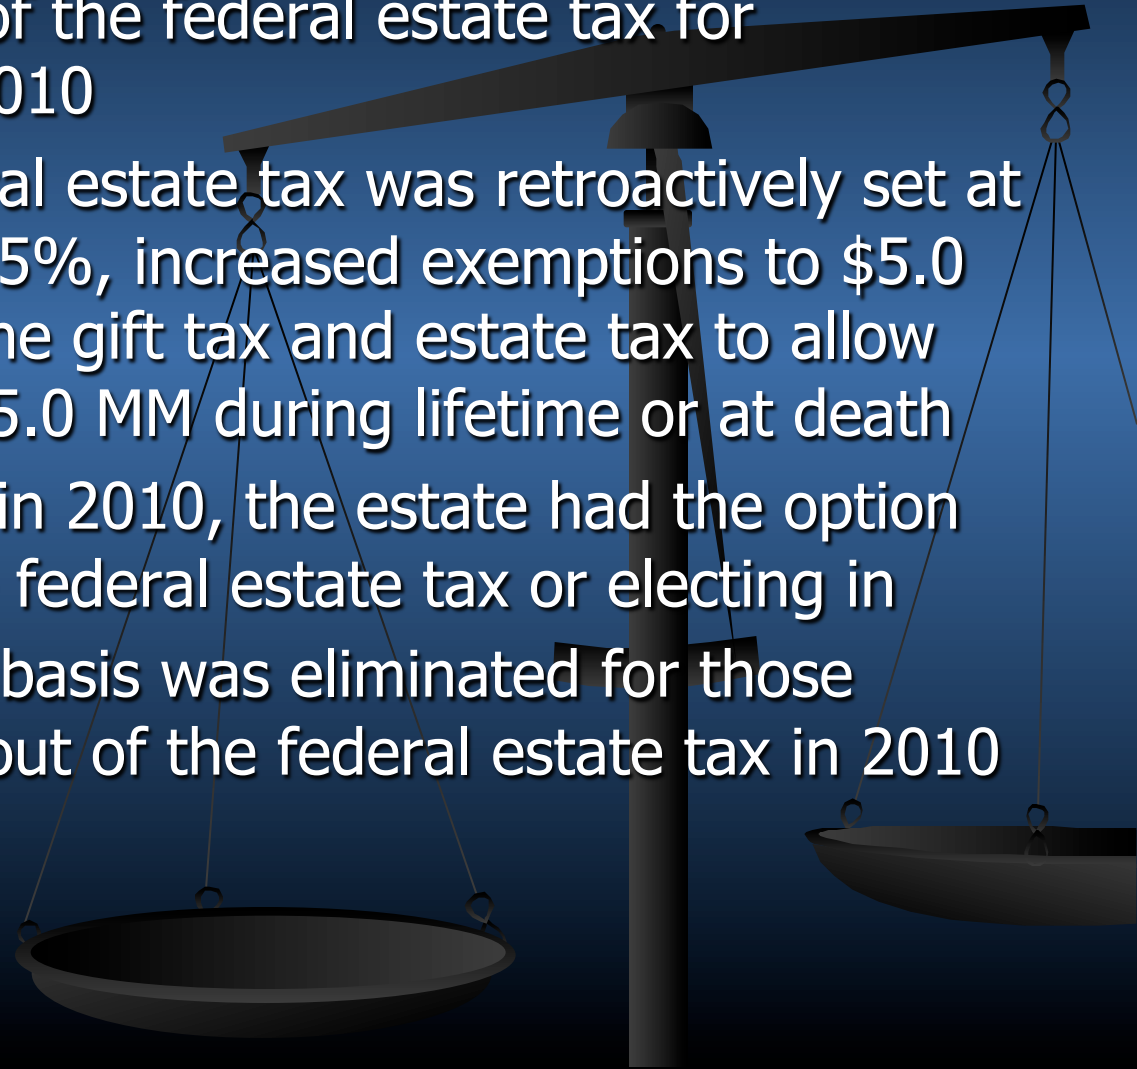 of the federal estate tax for
010
al estate tax was retroactively set at
5%, increased exemptions to $5.0
he gift tax and estate tax to allow
5.0 MM during lifetime or at death
in 2010, the estate had the option
federal estate tax or electing in
basis was eliminated for those
out of the federal estate tax in 2010